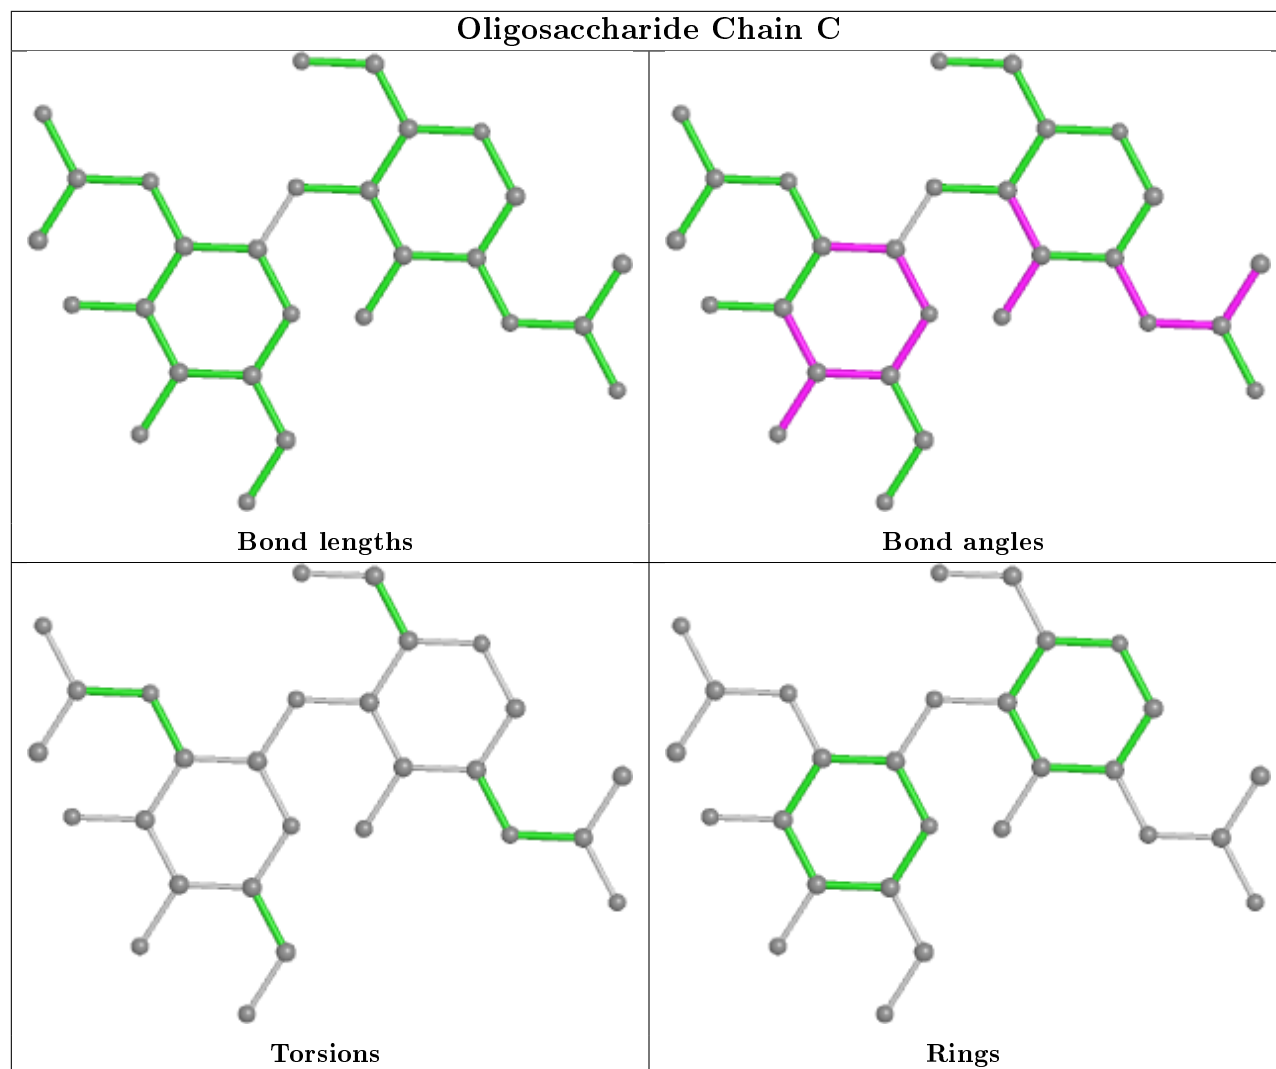 Oligosaccharide Chain C
Bond lengths
Bond angles
Torsions
Rings